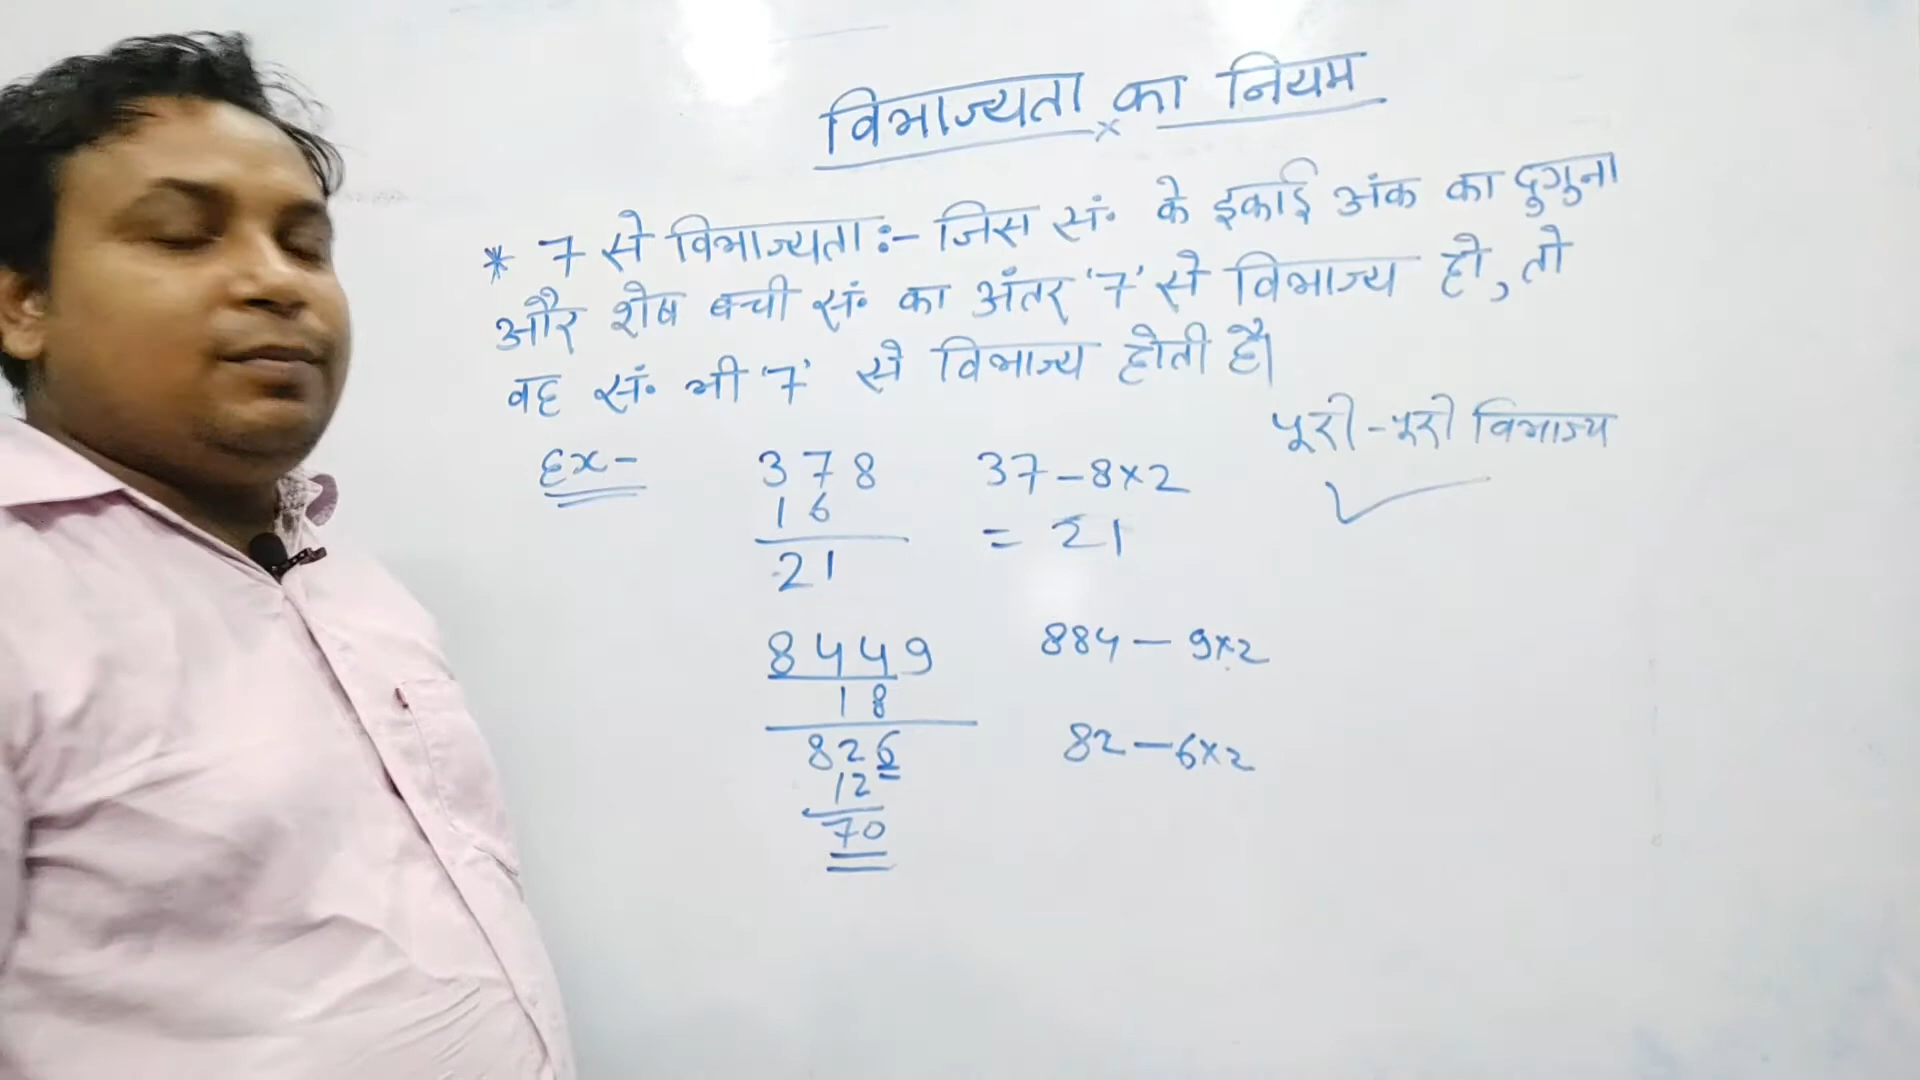 विभाज्यता का नियम
* 7 से विभाज्यता :- जिस सं. के इकाई अंक का दुगुना
और शेष बची सं. का अंतर '7' से विभाज्य हो, तो
वह सं. भी '7' से विभाज्य होती है।
पूरी-पूरी विभाज्य
Ex- 378 37-8×2
16
= 21
21
8449 884-9×2
18
826 82-6×2
12
70